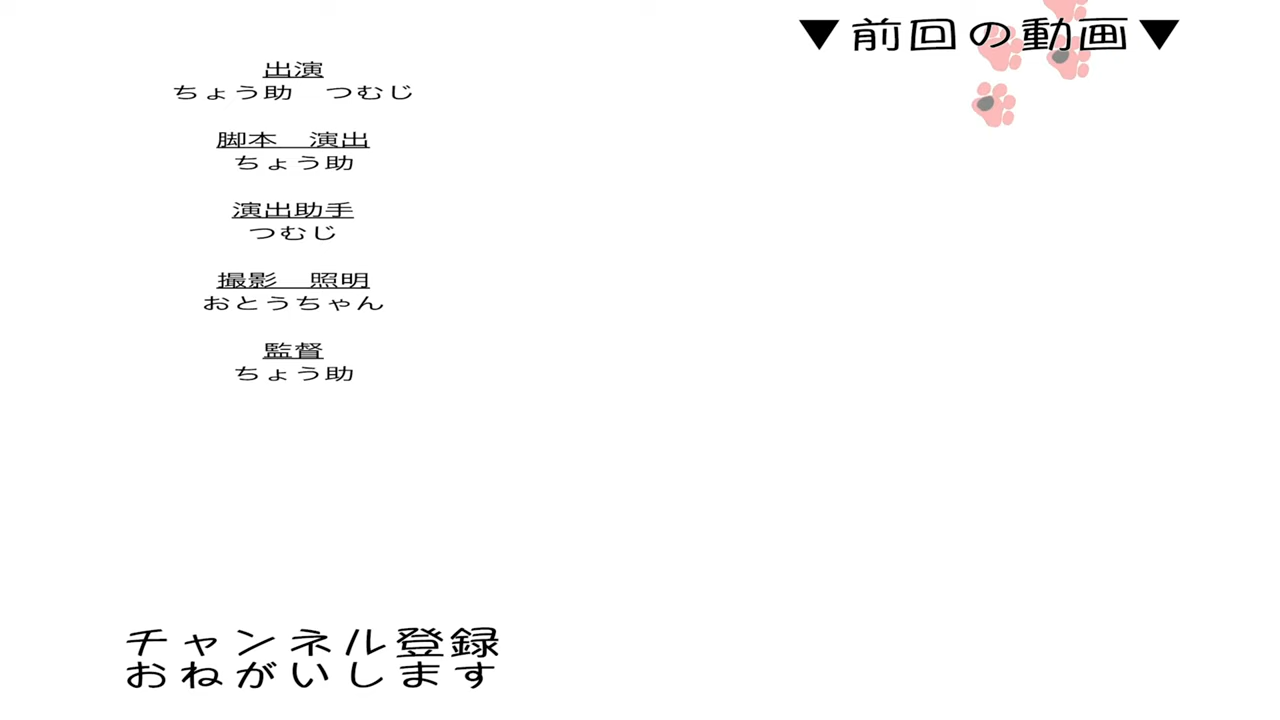 ▼前回の動画▼
出演
ちょう助　つむじ
脚本　演出
ちょう助
演出助手
つむじ
撮影　照明
おとうちゃん
監督
ちょう助
チャンネル登録
おねがいします